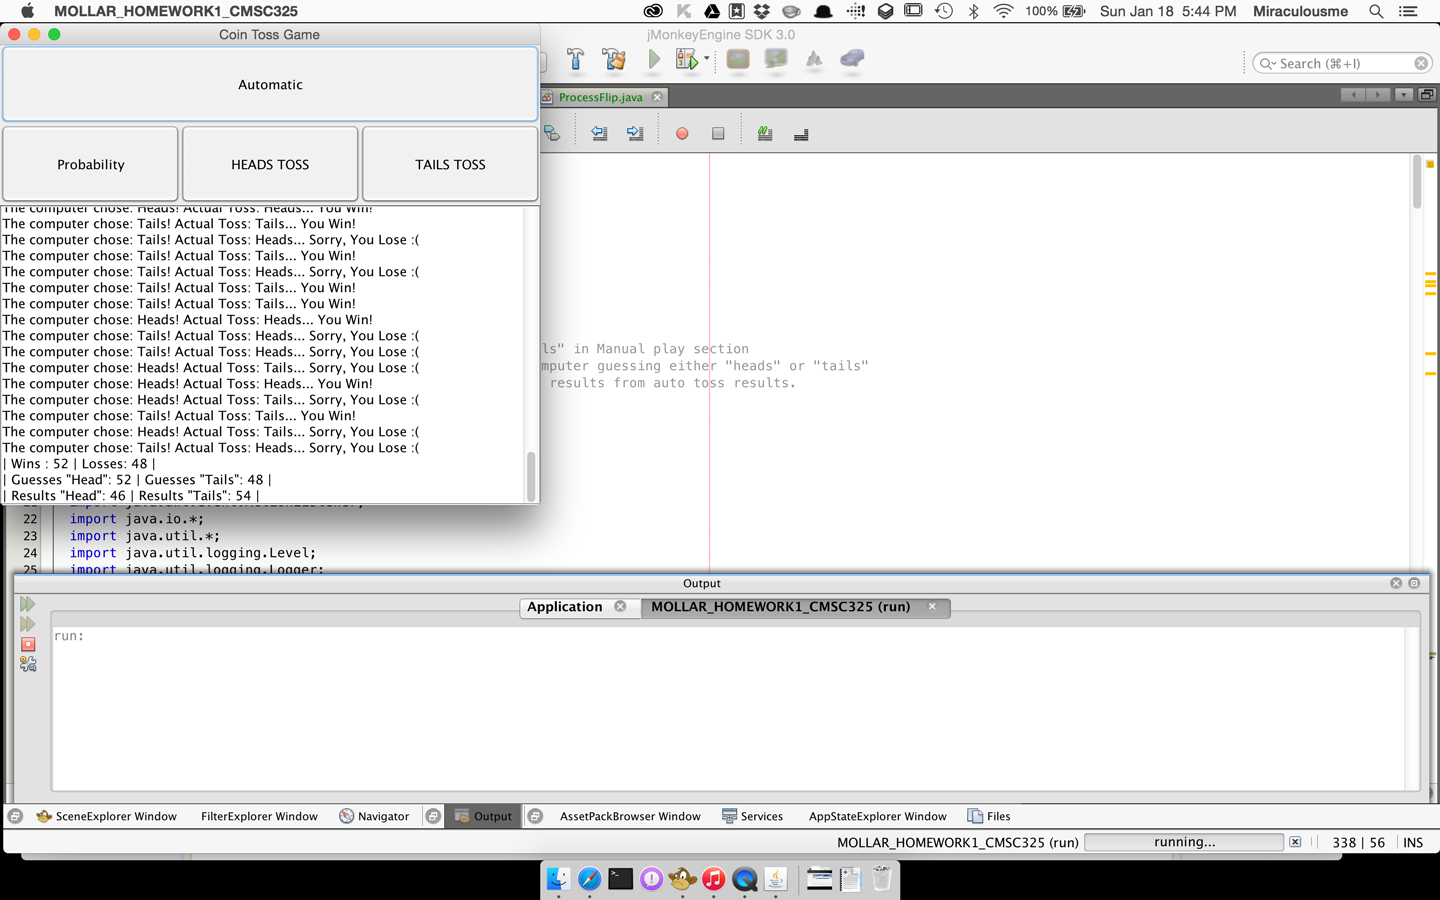 MOLLAR_HOMEWORK1_CMSC325
100%
Sun Jan 18 5:44 PM
Miraculousme
Coin Toss Game
jMonkeyEngine SDK 3.0
Automatic
Search (⌘+I)
ProcessFlip.java
Probability
HEADS TOSS
TAILS TOSS
The computer chose: Heads! Actual Toss: Heads... You Win!
The computer chose: Tails! Actual Toss: Tails... You Win!
The computer chose: Tails! Actual Toss: Heads... Sorry, You Lose :(
The computer chose: Tails! Actual Toss: Tails... You Win!
The computer chose: Tails! Actual Toss: Heads... Sorry, You Lose :(
The computer chose: Tails! Actual Toss: Tails... You Win!
The computer chose: Tails! Actual Toss: Tails... You Win!
The computer chose: Heads! Actual Toss: Heads... You Win!
The computer chose: Tails! Actual Toss: Heads... Sorry, You Lose :(
The computer chose: Tails! Actual Toss: Heads... Sorry, You Lose :(
The computer chose: Heads! Actual Toss: Tails... Sorry, You Lose :(
The computer chose: Heads! Actual Toss: Heads... You Win!
The computer chose: Heads! Actual Toss: Tails... Sorry, You Lose :(
The computer chose: Tails! Actual Toss: Tails... You Win!
The computer chose: Heads! Actual Toss: Tails... Sorry, You Lose :(
The computer chose: Tails! Actual Toss: Heads... Sorry, You Lose :(
| Wins : 52 | Losses: 48 |
| Guesses "Head": 52 | Guesses "Tails": 48 |
| Results "Head": 46 | Results "Tails": 54 |
ls" in Manual play section
mputer guessing either "heads" or "tails"
results from auto toss results.
22 import java.io.*;
23 import java.util.*;
24 import java.util.logging.Level;
25 import java.util.logging.Logger;
Output
Application
MOLLAR_HOMEWORK1_CMSC325 (run)
run:
SceneExplorer Window
FilterExplorer Window
Navigator
Output
AssetPackBrowser Window
Services
AppStateExplorer Window
Files
MOLLAR_HOMEWORK1_CMSC325 (run)
running...
338 | 56
INS